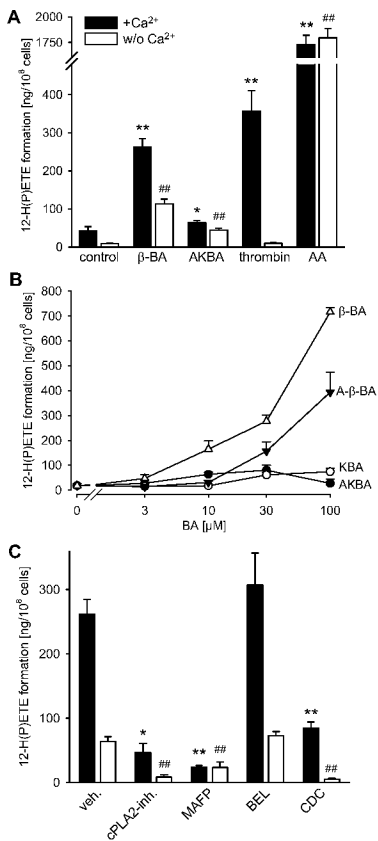 A
2000
1750
400
300
200
100
0
12-H(P)ETE formation [ng/10⁸ cells]
+Ca²⁺
w/o Ca²⁺
** ## * ## ** ** ##
control β-BA AKBA thrombin AA
B
800
700
600
500
400
300
200
100
0
12-H(P)ETE formation [ng/10⁸ cells]
β-BA
A-β-BA
KBA
AKBA
0 3 10 30 100
BA [µM]
C
300
200
100
0
12-H(P)ETE formation [ng/10⁸ cells]
* ## ** ## ** ##
veh. cPLA2-inh. MAFP BEL CDC